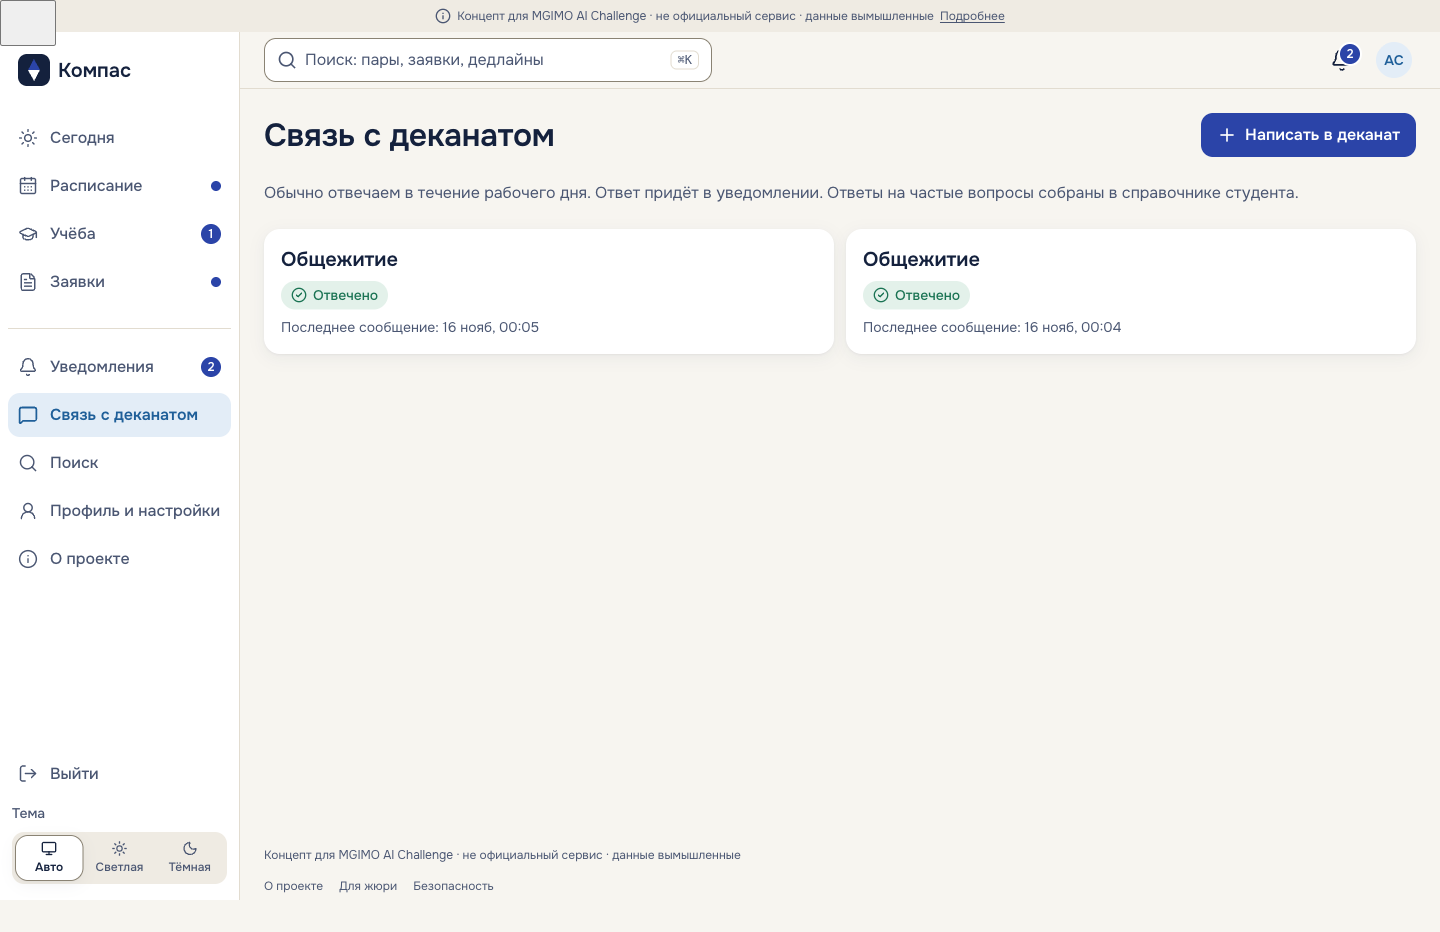 Концепт для MGIMO AI Challenge · не официальный сервис · данные вымышленные Подробнее
Компас
Поиск: пары, заявки, дедлайны
⌘K
2
АС
Сегодня
Расписание
Учёба
1
Заявки
Уведомления
2
Связь с деканатом
Поиск
Профиль и настройки
О проекте
Выйти
Тема
Авто
Светлая
Тёмная
Связь с деканатом
Написать в деканат
Обычно отвечаем в течение рабочего дня. Ответ придёт в уведомлении. Ответы на частые вопросы собраны в справочнике студента.
Общежитие
Отвечено
Последнее сообщение: 16 нояб, 00:05
Общежитие
Отвечено
Последнее сообщение: 16 нояб, 00:04
Концепт для MGIMO AI Challenge · не официальный сервис · данные вымышленные
О проекте
Для жюри
Безопасность